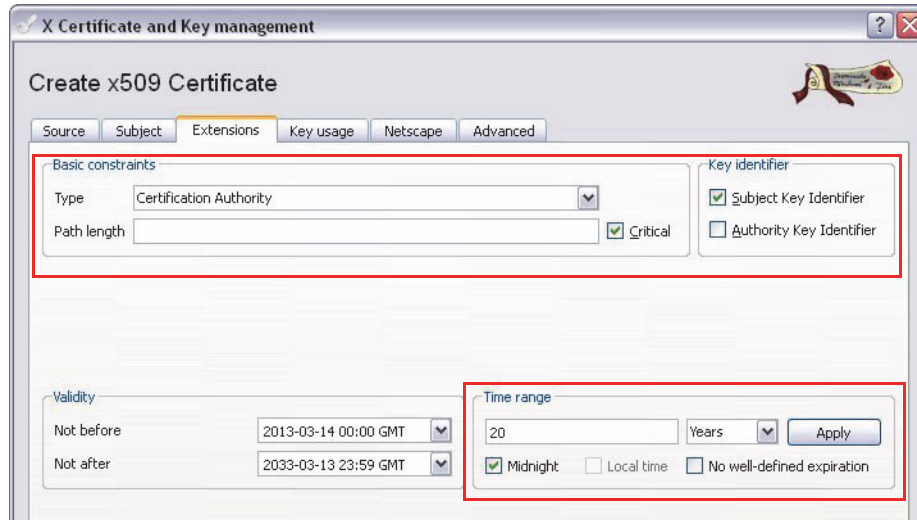 X Certificate and Key management
Create x509 Certificate
Source Subject Extensions Key usage Netscape Advanced
Basic constraints
Type Certification Authority
Path length Critical
Key identifier
Subject Key Identifier
Authority Key Identifier
Validity
Not before 2013-03-14 00:00 GMT
Not after 2033-03-13 23:59 GMT
Time range
20 Years Apply
Midnight Local time No well-defined expiration